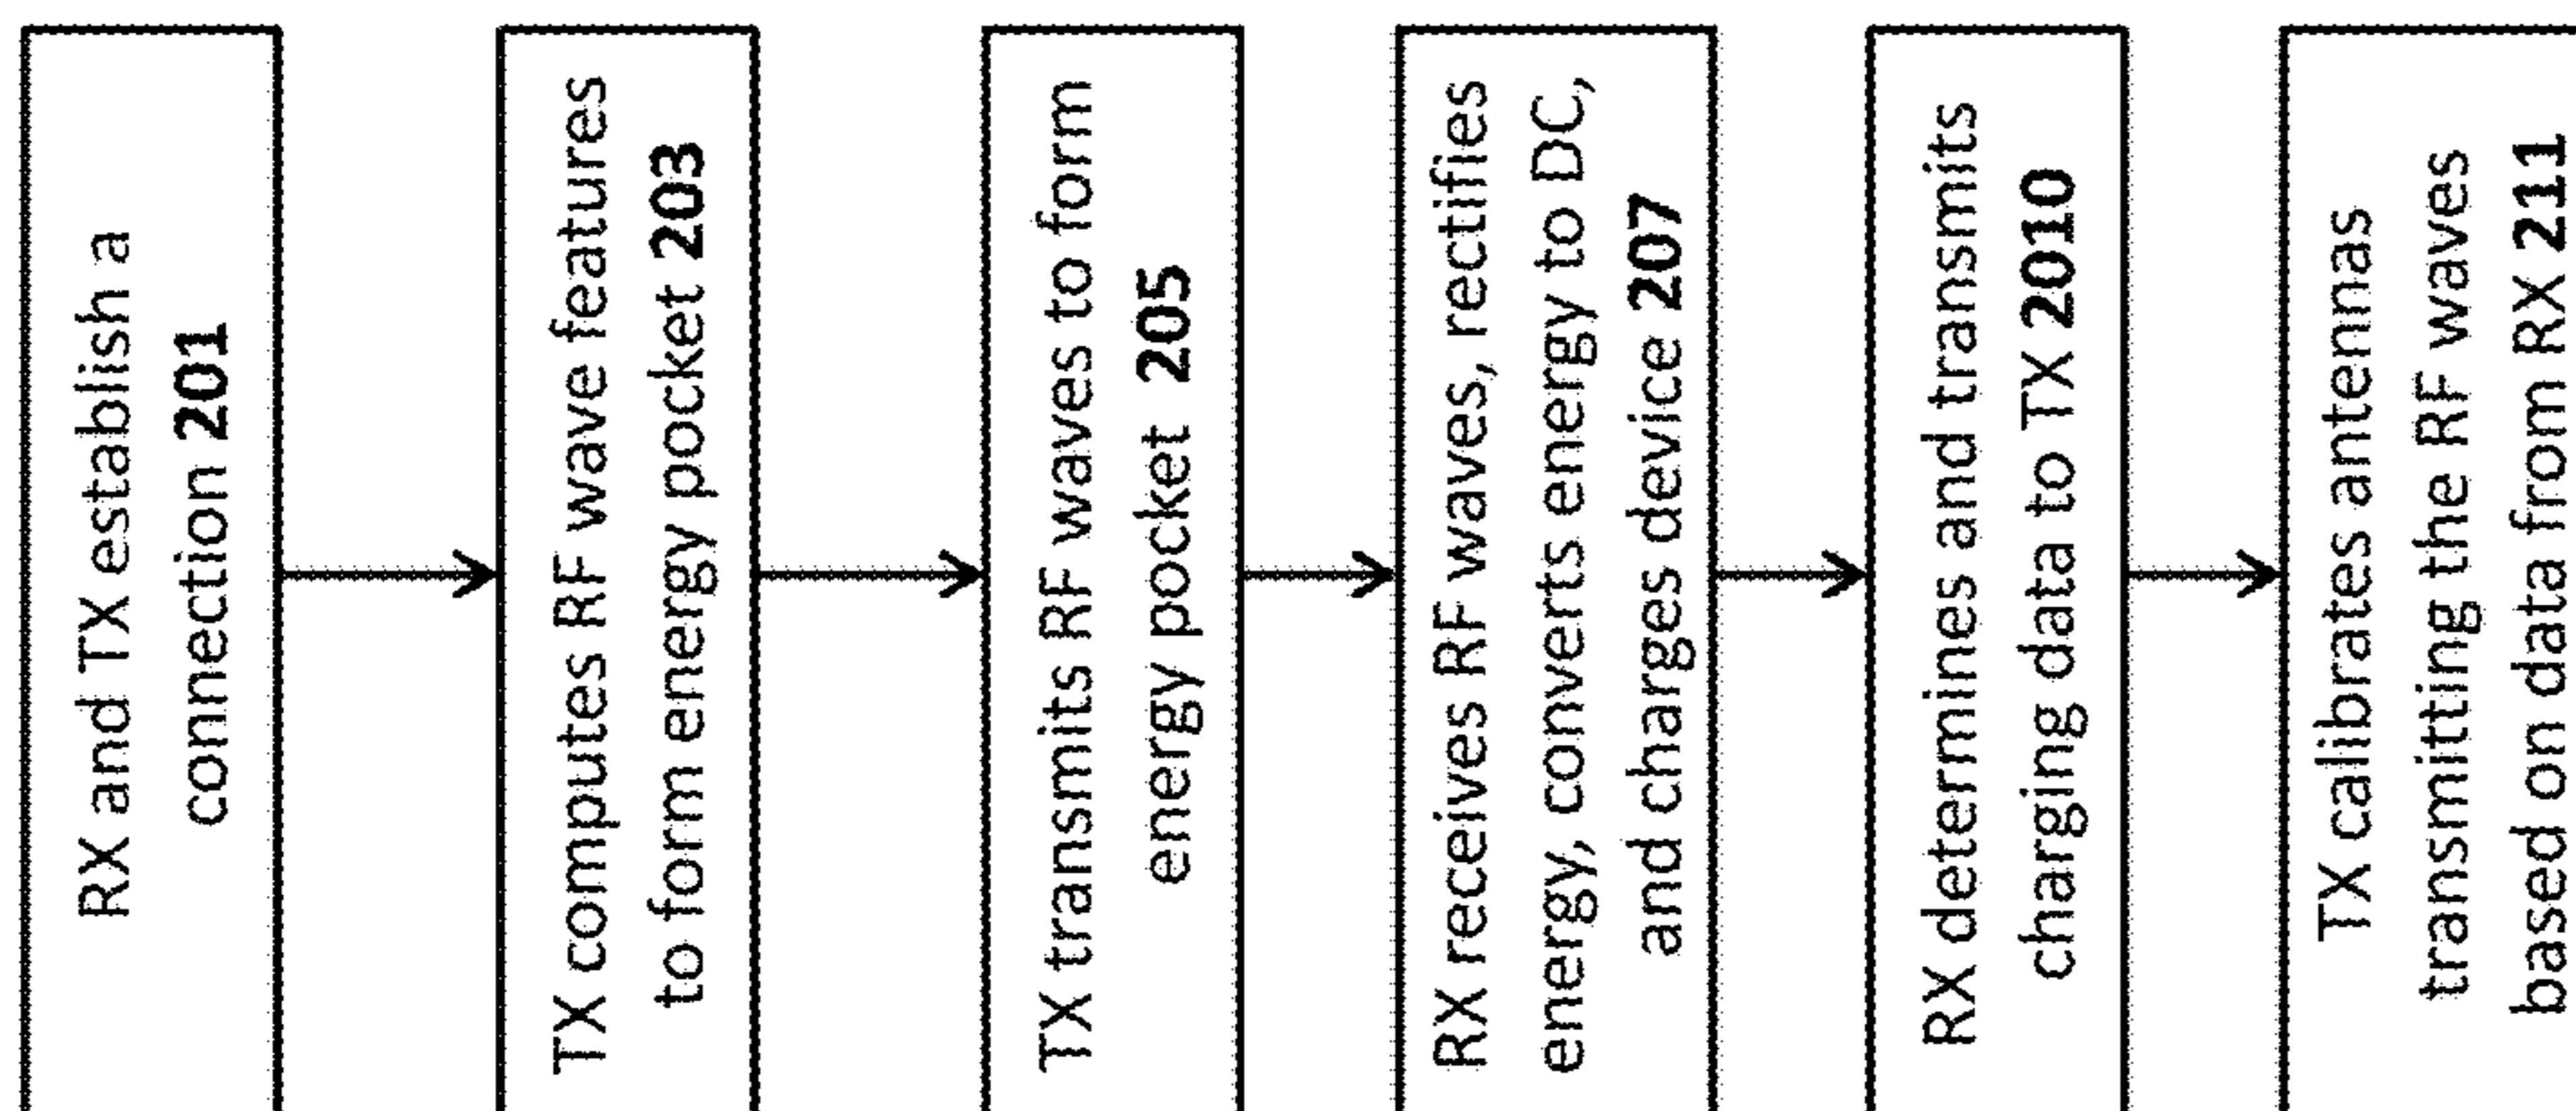 RX and TX establish a
connection 201
TX computes RF wave features
to form energy pocket 203
TX transmits RF waves to form
energy pocket 205
RX receives RF waves, rectifies
energy, converts energy to DC,
and charges device 207
RX determines and transmits
charging data to TX 2010
TX calibrates antennas
transmitting the RF waves
based on data from RX 211